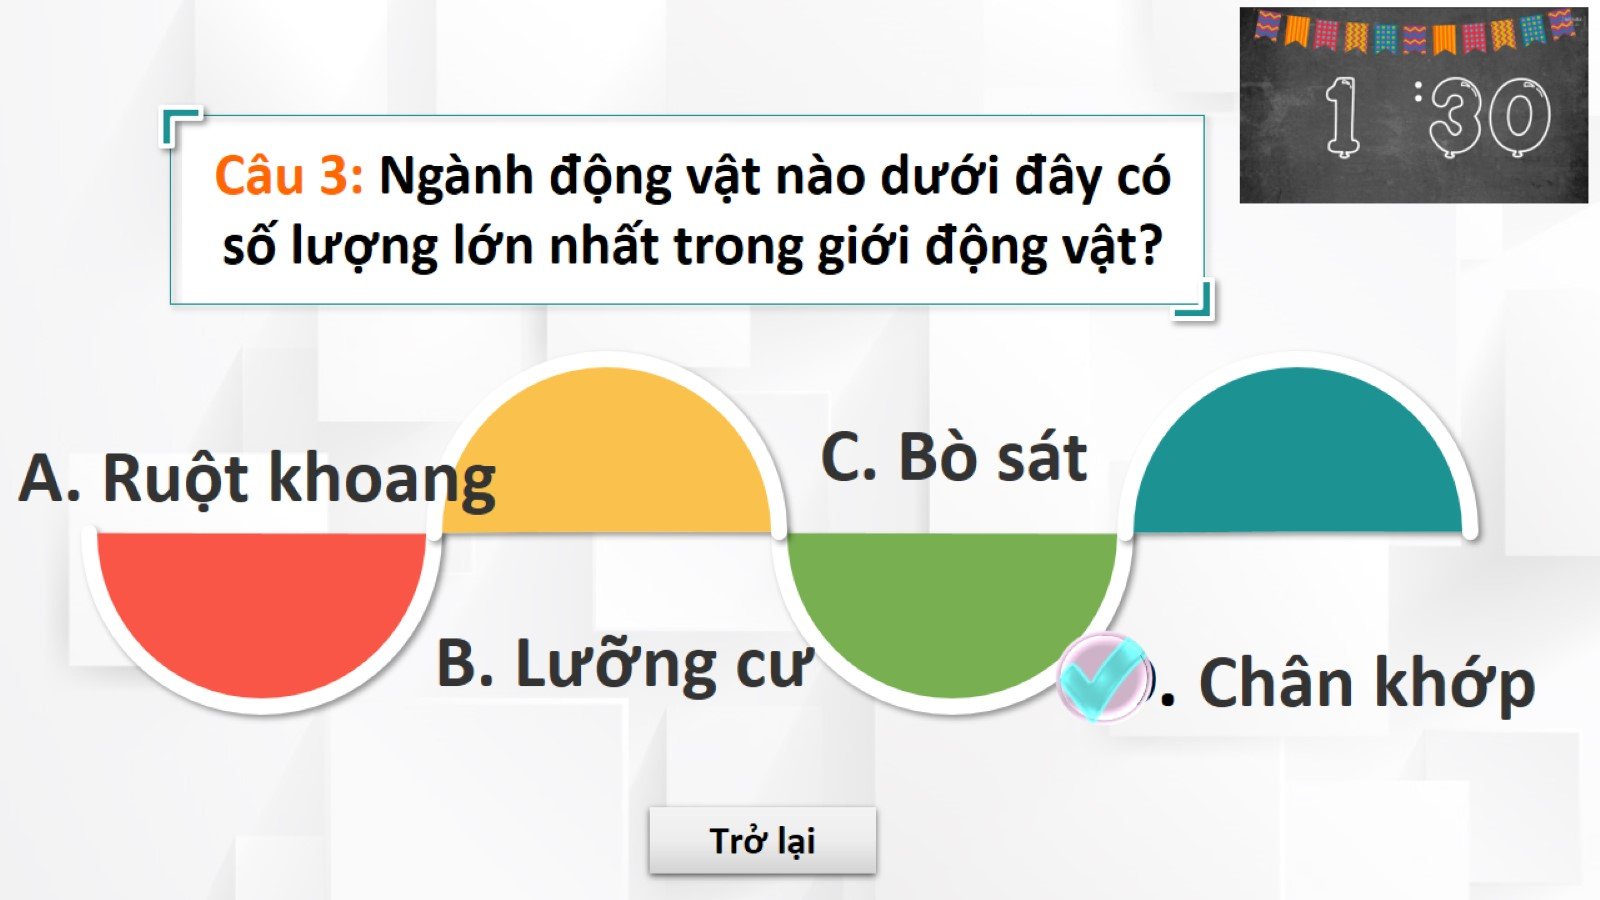 1 :30
Câu 3: Ngành động vật nào dưới đây có
số lượng lớn nhất trong giới động vật?
A. Ruột khoang
C. Bò sát
B. Lưỡng cư
. Chân khớp
Trở lại